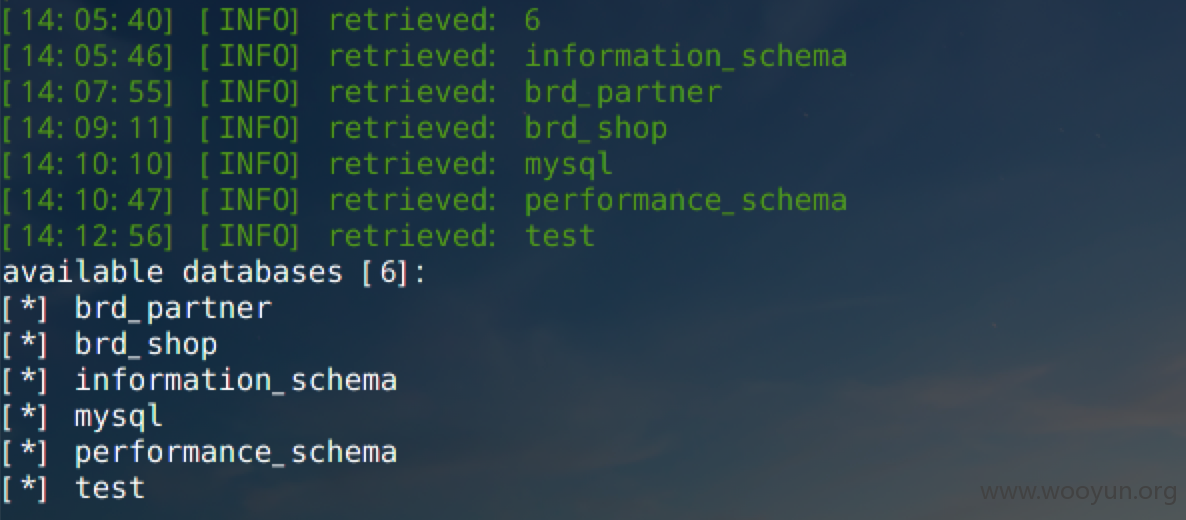 [14:05:40] [INFO] retrieved: 6
[14:05:46] [INFO] retrieved: information_schema
[14:07:55] [INFO] retrieved: brd_partner
[14:09:11] [INFO] retrieved: brd_shop
[14:10:10] [INFO] retrieved: mysql
[14:10:47] [INFO] retrieved: performance_schema
[14:12:56] [INFO] retrieved: test
available databases [6]:
[*] brd_partner
[*] brd_shop
[*] information_schema
[*] mysql
[*] performance_schema
[*] test
www.wooyun.org